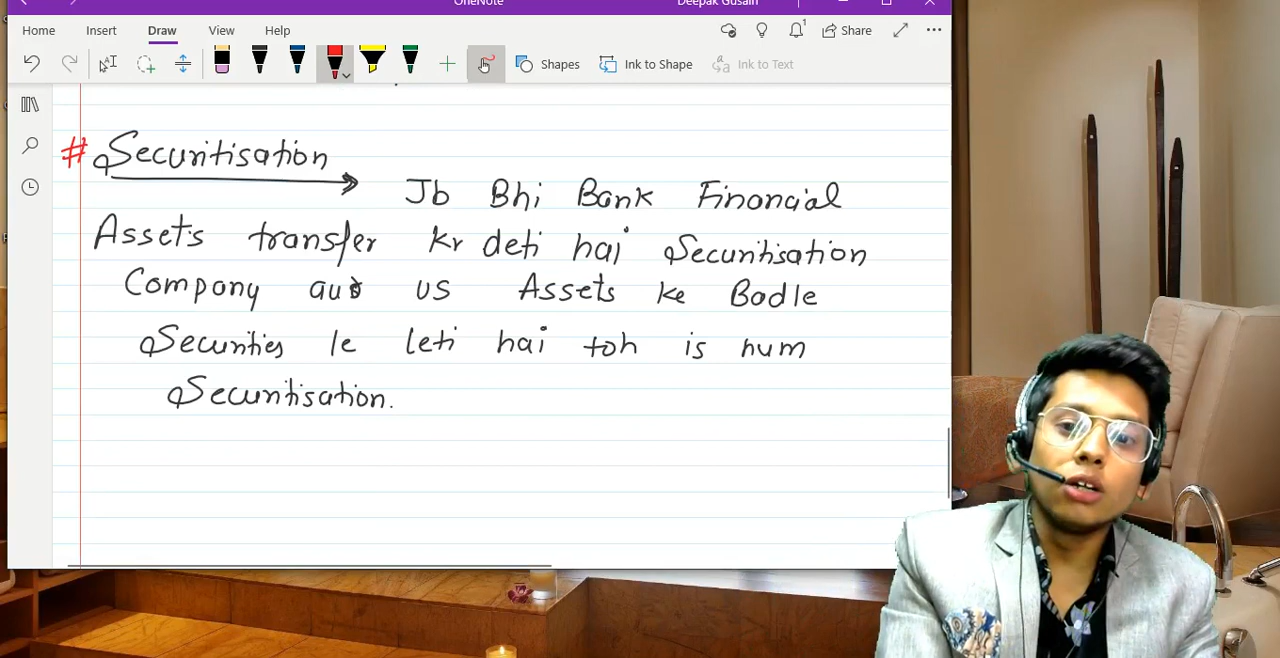 OneNote
Deepak Gusain
Home Insert Draw View Help
Share
Shapes Ink to Shape Ink to Text
# Securitisation
Jb Bhi Bank Financial
Assets transfer kr deti hai Securitisation
Company aur us Assets ke Badle
Securities le leti hai toh is hum
Securitisation.